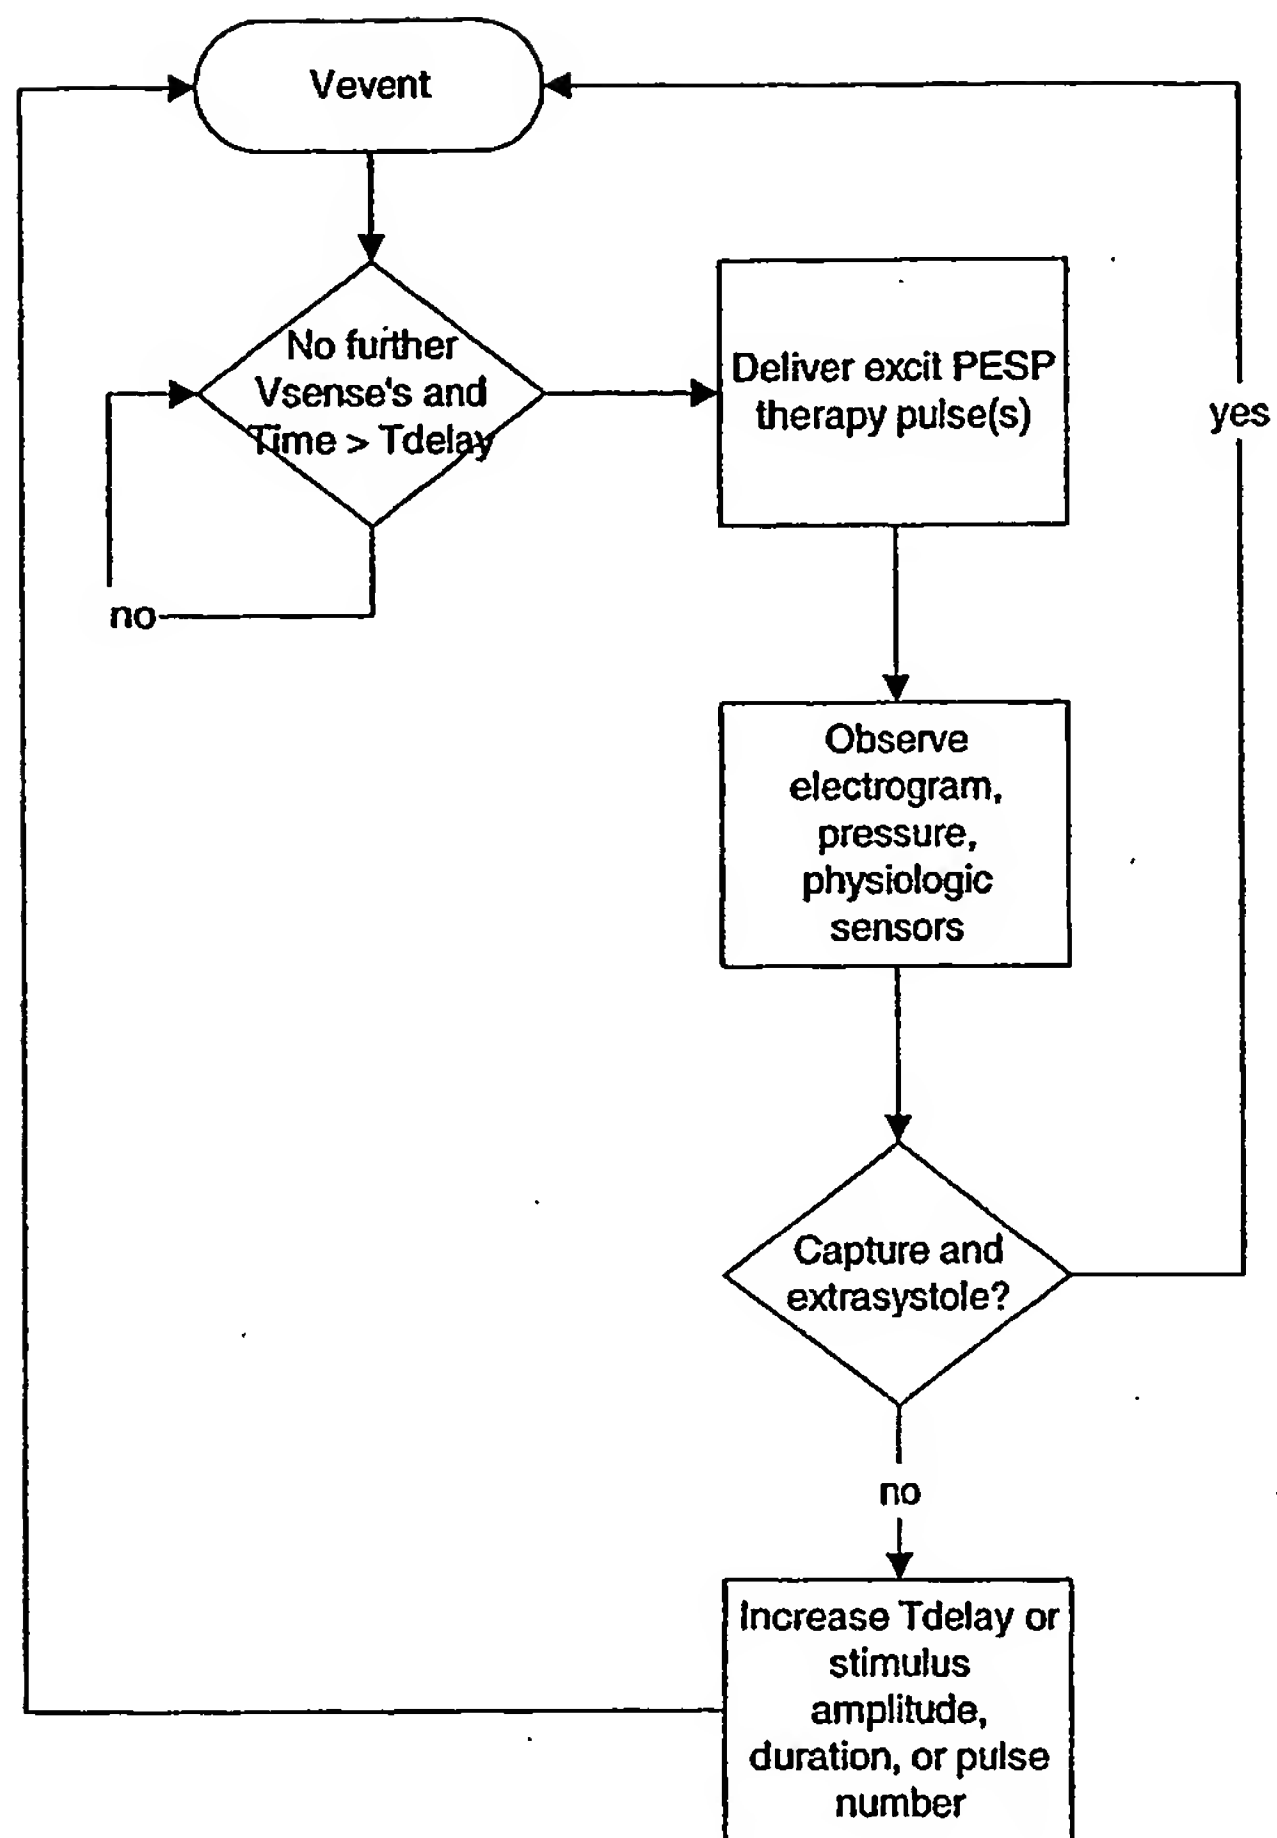 Vevent
No further
Vsense's and
Time > Tdelay
no
Deliver excit PESP
therapy pulse(s)
yes
Observe
electrogram,
pressure,
physiologic
sensors
Capture and
extrasystole?
no
Increase Tdelay or
stimulus
amplitude,
duration, or pulse
number